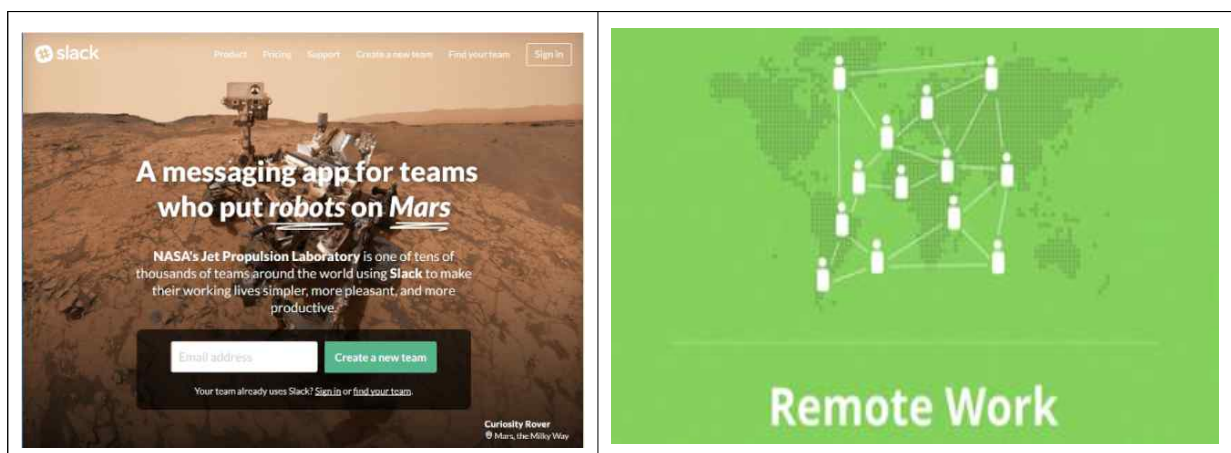 slack
Product Pricing Support Create a new team Find your team Sign in
A messaging app for teams
who put robots on Mars
NASA's Jet Propulsion Laboratory is one of tens of
thousands of teams around the world using Slack to make
their working lives simpler, more pleasant, and more
productive.
Email address Create a new team
Your team already uses Slack? Sign in or find your team.
Curiosity Rover
Mars, the Milky Way
Remote Work